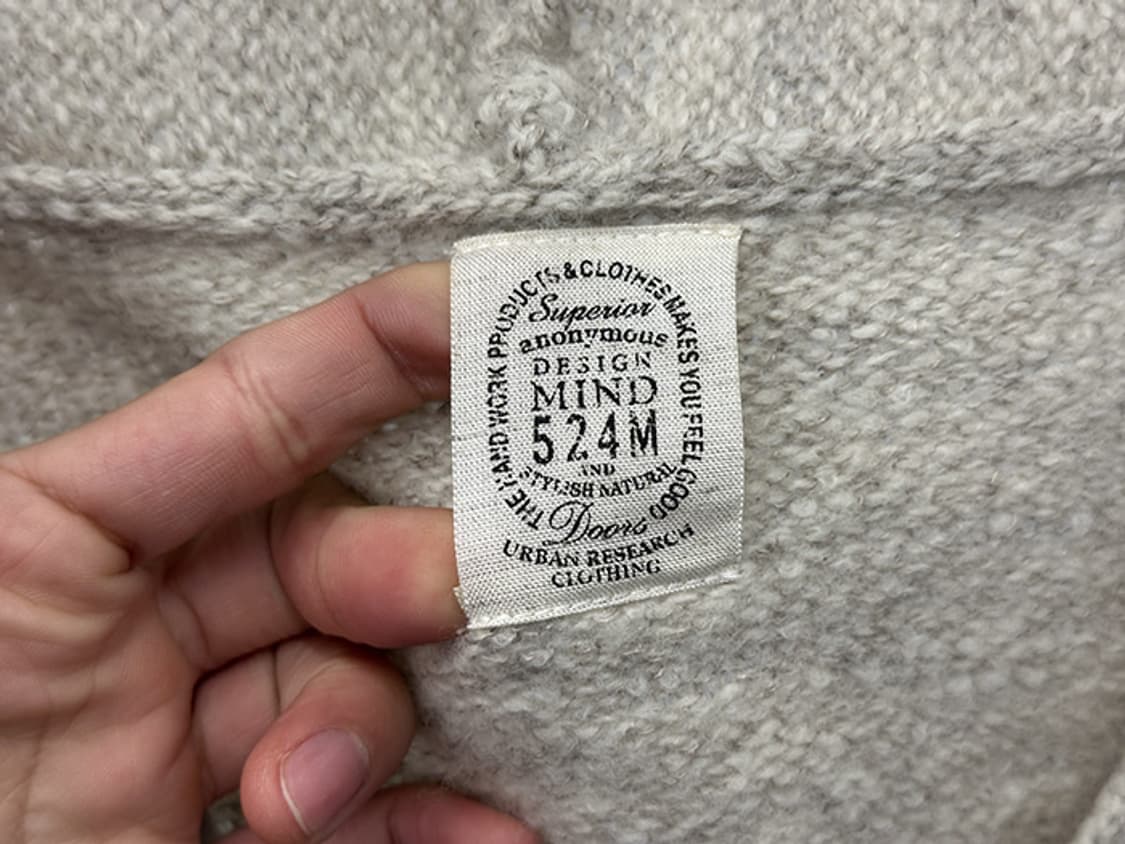 THE HAND WORK PRODUCTS & CLOTHES MAKES YOU FEEL GOOD
Superior
anonymous
DESIGN
MIND
524M
AND
STYLISH NATURAL
Doors
URBAN RESEARCH
CLOTHING